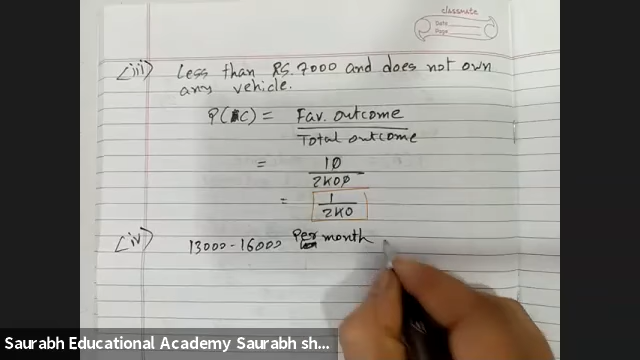 classmate
Date
Page
(iii) Less than Rs. 7000 and does not own
any vehicle.
P(C) = Fav. outcome
Total outcome
= 10
2400
= 1
240
(iv) 13000-16000 Per month
Saurabh Educational Academy Saurabh sh...